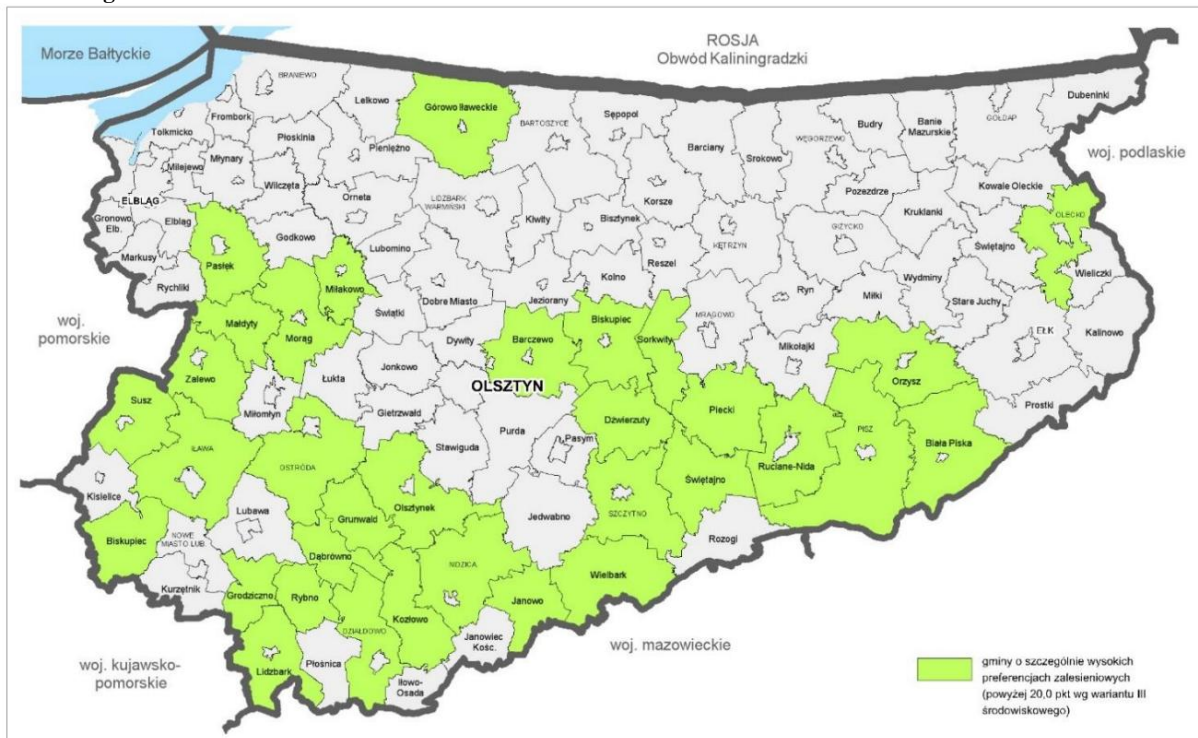 Morze Bałtyckie
ROSJA
Obwód Kaliningradzki
woj. podlaskie
woj.
pomorskie
woj. kujawsko-
pomorskie
woj. mazowieckie
BRANIEWO
Lelkowo
Górowo Iławeckie
BARTOSZYCE
Sępopol
Barciany
Srokowo
WĘGORZEWO
Budry
Banie
Mazurskie
GOŁDAP
Dubeninki
Frombork
Tolkmicko
Płoskinia
Pieniężno
Milejewo
Młynary
Wilczęta
Orneta
LIDZBARK
WARMIŃSKI
Kiwity
Bisztynek
Korsze
KĘTRZYN
Pozezdrze
Kruklanki
Kowale Oleckie
OLECKO
ELBLĄG
Gronowo
Elb.
Elbląg
Markusy
Pasłęk
Godkowo
Lubomino
Reszel
GIŻYCKO
Świętajno
Wieliczki
Rychliki
Miłakowo
Dobre Miasto
Jeziorany
Kolno
Ryn
Miłki
Wydminy
Stare Juchy
EŁK
Kalinowo
Małdyty
Morąg
Świątki
Dywity
Barczewo
Biskupiec
Sorkwity
MRĄGOWO
Mikołajki
Orzysz
Prostki
Zalewo
Miłomłyn
Łukta
Jonkowo
OLSZTYN
Gietrzwałd
Stawiguda
Purda
Pasym
Dźwierzuty
Piecki
PISZ
Biała Piska
Susz
IŁAWA
OSTRÓDA
Olsztynek
Ruciane-Nida
Świętajno
SZCZYTNO
Kisielice
Lubawa
Grunwald
Jedwabno
Rozogi
Biskupiec
NOWE
MIASTO LUB.
Dąbrówno
Kurzętnik
NIDZICA
Wielbark
Grodziczno
Rybno
Janowo
Kozłowo
DZIAŁDOWO
Janowiec
Kośc.
Lidzbark
Płośnica
Iłowo-
Osada
gminy o szczególnie wysokich
preferencjach zalesieniowych
(powyżej 20,0 pkt wg wariantu III
środowiskowego)